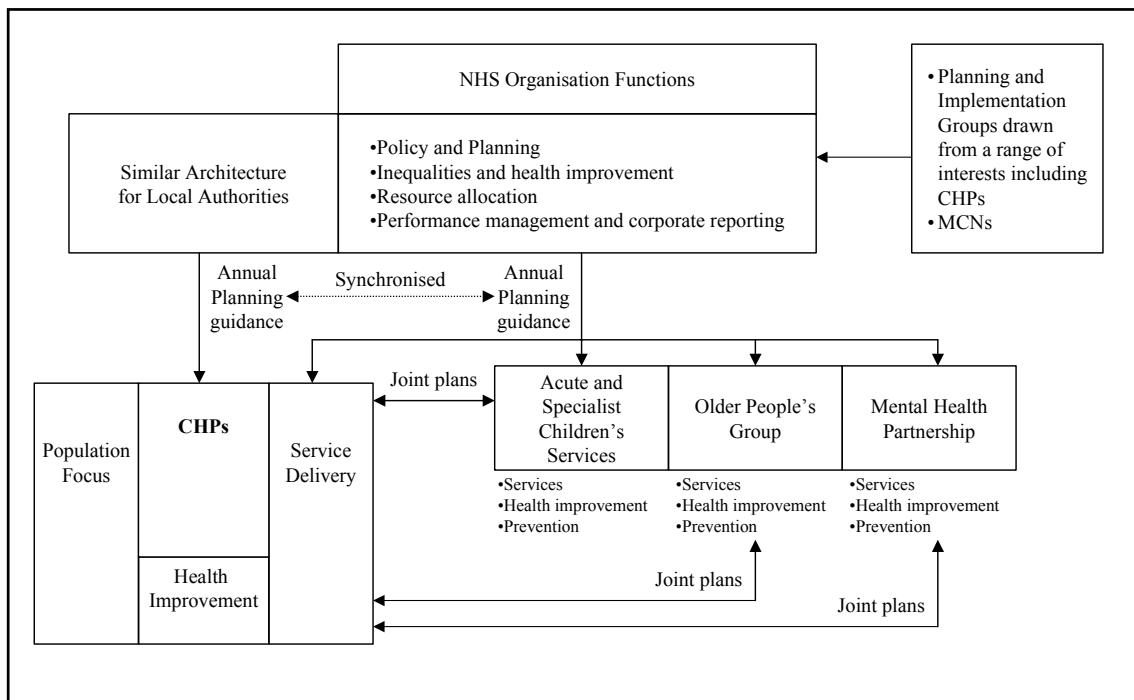 NHS Organisation Functions
•Planning and
Implementation
Groups drawn
from a range of
interests including
CHPs
•MCNs
Similar Architecture
for Local Authorities
•Policy and Planning
•Inequalities and health improvement
•Resource allocation
•Performance management and corporate reporting
Annual
Planning
guidance
Synchronised
Annual
Planning
guidance
Population
Focus
CHPs
Health
Improvement
Service
Delivery
Joint plans
Acute and
Specialist
Children’s
Services
Older People’s
Group
Mental Health
Partnership
•Services
•Health improvement
•Prevention
•Services
•Health improvement
•Prevention
•Services
•Health improvement
•Prevention
Joint plans
Joint plans